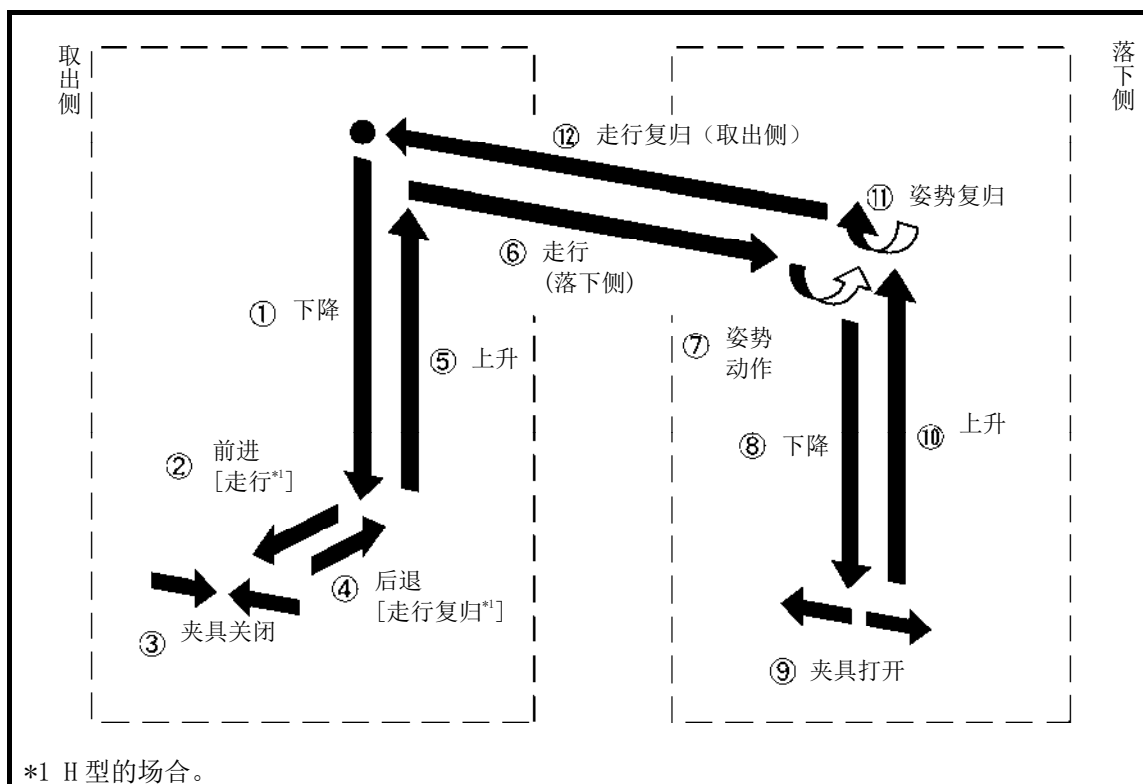 取出侧
落下侧
⑫ 走行复归（取出侧）
⑪ 姿势复归
⑥ 走行
(落下侧)
① 下降
⑤ 上升
⑦ 姿势
动作
② 前进
[走行*1]
⑧ 下降
⑩ 上升
④ 后退
[走行复归*1]
③ 夹具关闭
⑨ 夹具打开
*1 H 型的场合。